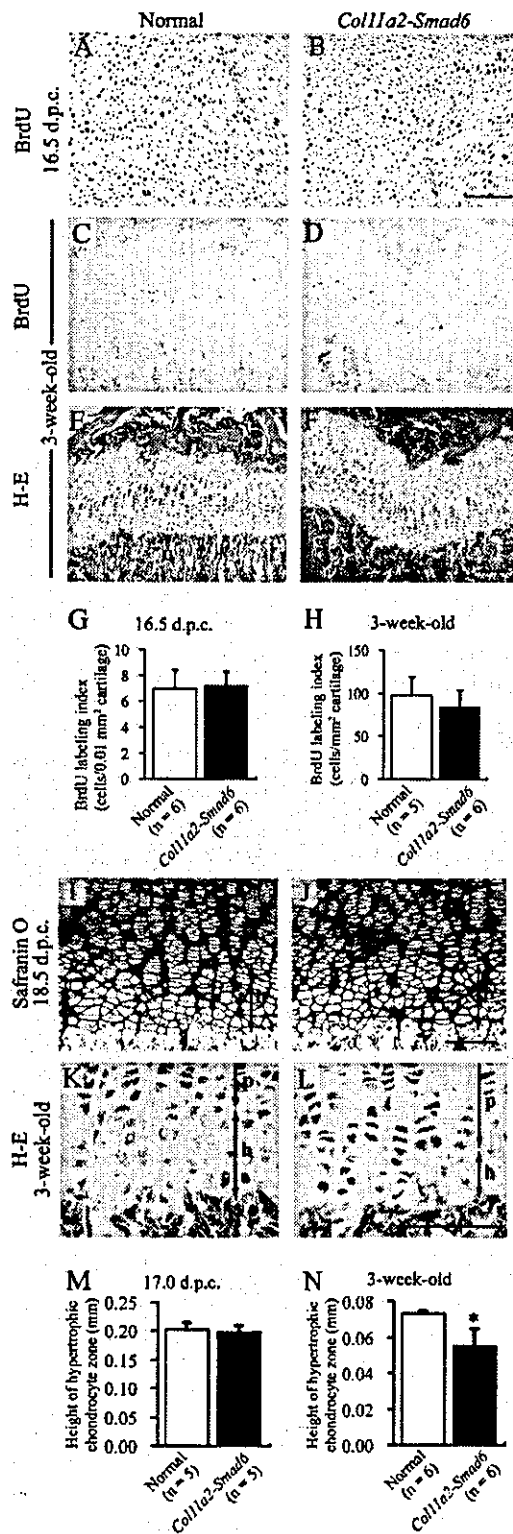 Normal
Col11a2-Smad6
A
B
BrdU
16.5 d.p.c.
C
D
BrdU
3-week-old
E
F
H-E
G
16.5 d.p.c.
BrdU labeling index
(cells/0.01 mm² cartilage)
10
8
6
4
2
0
Normal
(n = 6)
Col11a2-Smad6
(n = 6)
H
3-week-old
BrdU labeling index
(cells/mm² cartilage)
150
100
50
0
Normal
(n = 5)
Col11a2-Smad6
(n = 6)
I
J
Safranin O
18.5 d.p.c.
h
K
L
H-E
3-week-old
p
h
p
h
M
17.0 d.p.c.
Height of hypertrophic
chondrocyte zone (mm)
0.25
0.20
0.15
0.10
0.05
0.00
Normal
(n = 5)
Col11a2-Smad6
(n = 5)
N
3-week-old
Height of hypertrophic
chondrocyte zone (mm)
0.08
0.06
0.04
0.02
0.00
*
Normal
(n = 6)
Col11a2-Smad6
(n = 6)